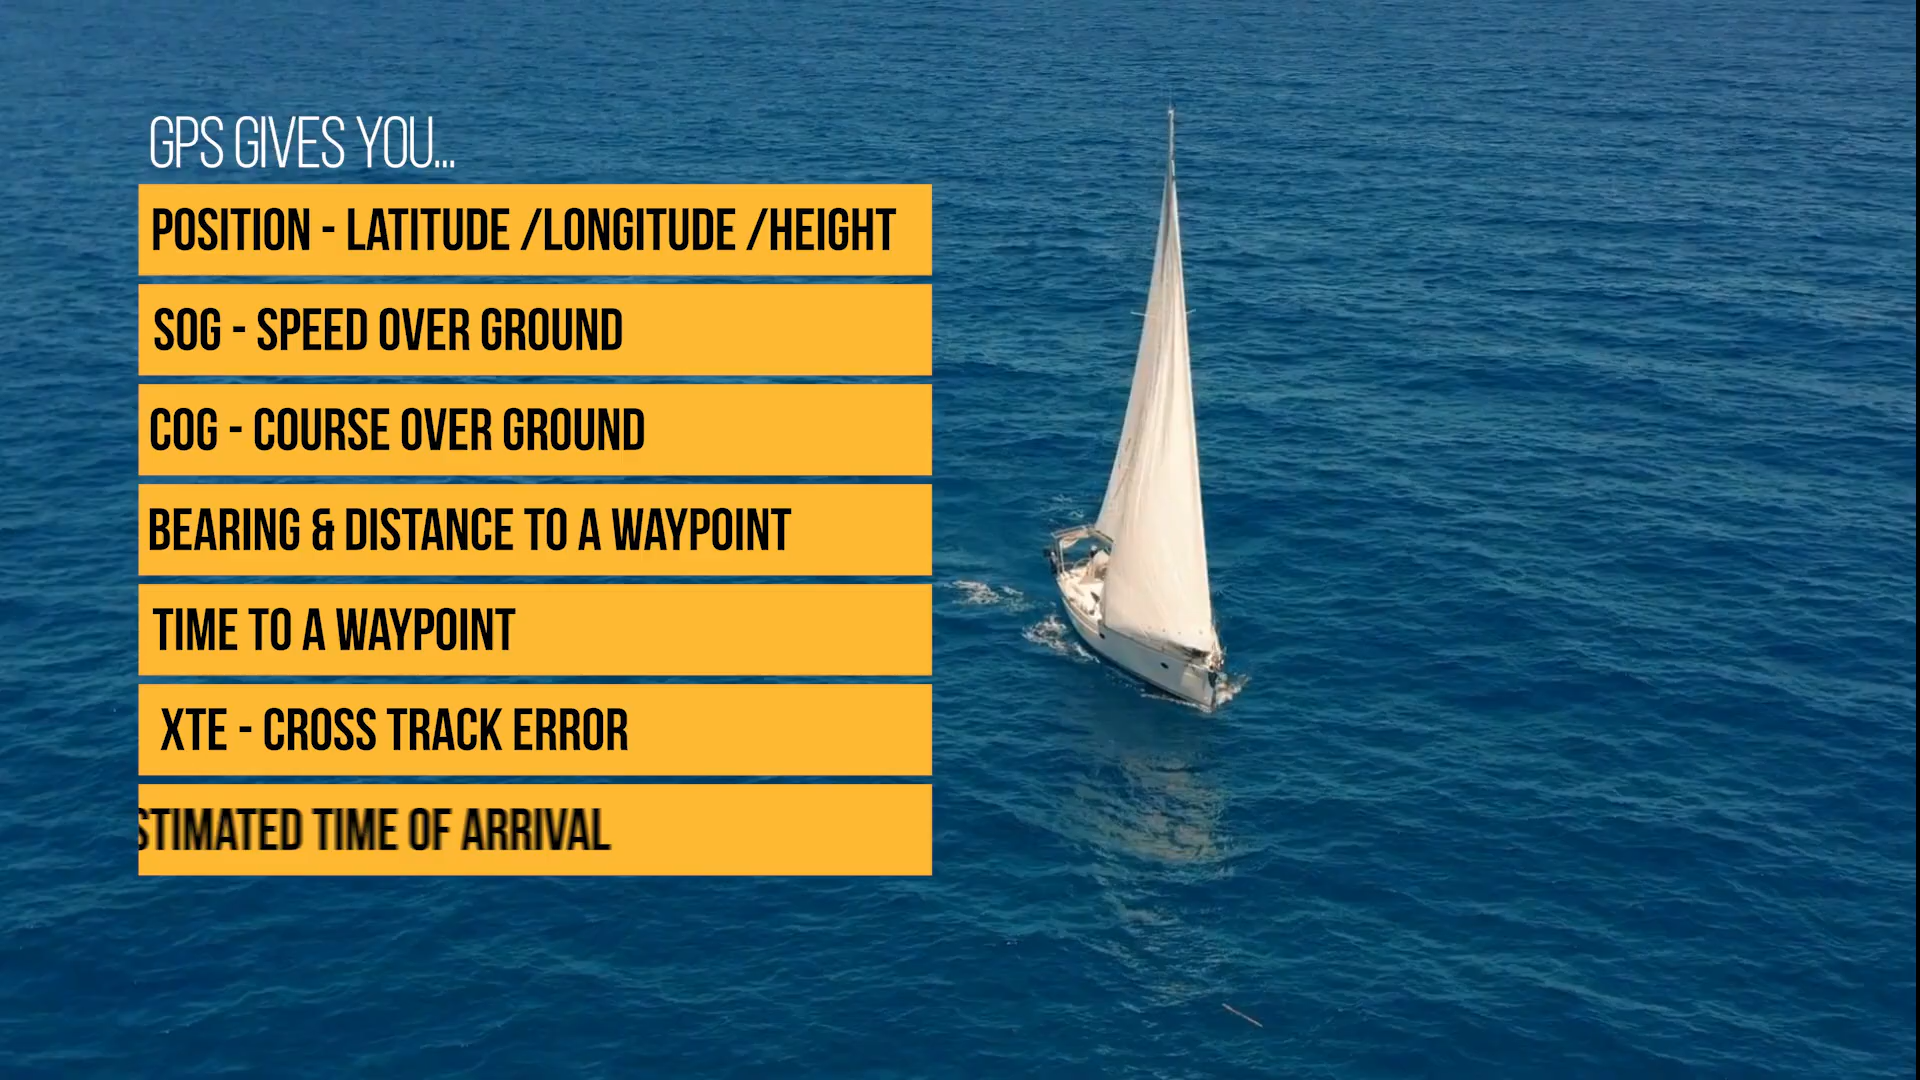 GPS GIVES YOU...
POSITION - LATITUDE /LONGITUDE /HEIGHT
SOG - SPEED OVER GROUND
COG - COURSE OVER GROUND
BEARING & DISTANCE TO A WAYPOINT
TIME TO A WAYPOINT
XTE - CROSS TRACK ERROR
STIMATED TIME OF ARRIVAL